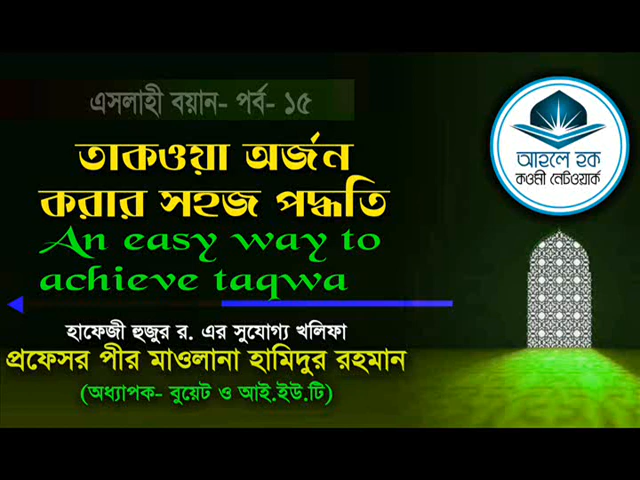 এসলাহী বয়ান- পর্ব- ১৫
তাকওয়া অর্জন
করার সহজ পদ্ধতি
An easy way to
achieve taqwa
হাফেজী হুজুর র. এর সুযোগ্য খলিফা
প্রফেসর পীর মাওলানা হামিদুর রহমান
(অধ্যাপক- বুয়েট ও আই.ইউ.টি)
আহলে হক
কওমী নেটওয়ার্ক